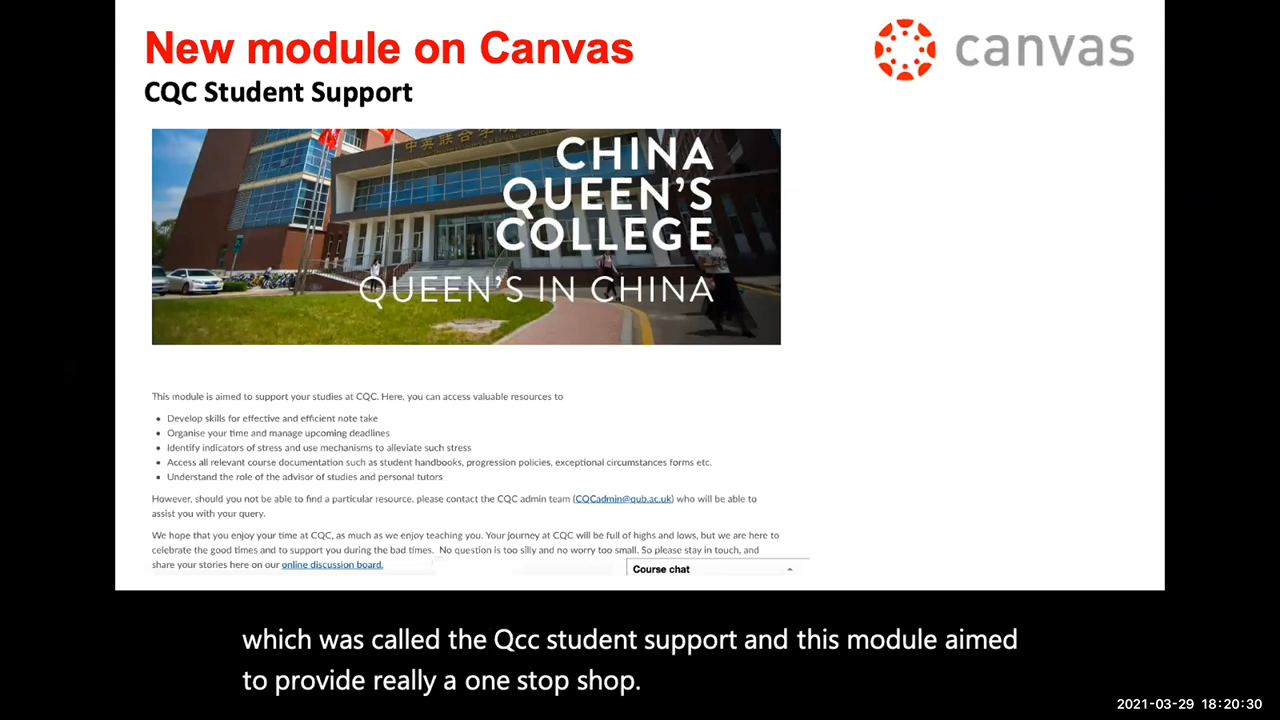 New module on Canvas
canvas
CQC Student Support
中英联合学院
CHINA
QUEEN'S
COLLEGE
QUEEN'S IN CHINA
This module is aimed to support your studies at CQC. Here, you can access valuable resources to
• Develop skills for effective and efficient note take
• Organise your time and manage upcoming deadlines
• Identify indicators of stress and use mechanisms to alleviate such stress
• Access all relevant course documentation such as student handbooks, progression policies, exceptional circumstances forms etc.
• Understand the role of the advisor of studies and personal tutors
However, should you not be able to find a particular resource, please contact the CQC admin team (CQCadmin@qub.ac.uk) who will be able to
assist you with your query.
We hope that you enjoy your time at CQC, as much as we enjoy teaching you. Your journey at CQC will be full of highs and lows, but we are here to
celebrate the good times and to support you during the bad times. No question is too silly and no worry too small. So please stay in touch, and
share your stories here on our online discussion board.
Course chat
which was called the Qcc student support and this module aimed
to provide really a one stop shop.
2021-03-29 18:20:30